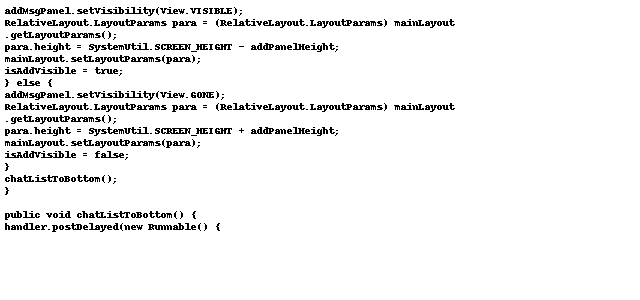 addMsgPanel.setVisibility(View.VISIBLE);
RelativeLayout.LayoutParams para = (RelativeLayout.LayoutParams) mainLayout
.getLayoutParams();
para.height = SystemUtil.SCREEN_HEIGHT - addPanelHeight;
mainLayout.setLayoutParams(para);
isAddVisible = true;
} else {
addMsgPanel.setVisibility(View.GONE);
RelativeLayout.LayoutParams para = (RelativeLayout.LayoutParams) mainLayout
.getLayoutParams();
para.height = SystemUtil.SCREEN_HEIGHT + addPanelHeight;
mainLayout.setLayoutParams(para);
isAddVisible = false;
}
chatListToBottom();
}
public void chatListToBottom() {
handler.postDelayed(new Runnable() {